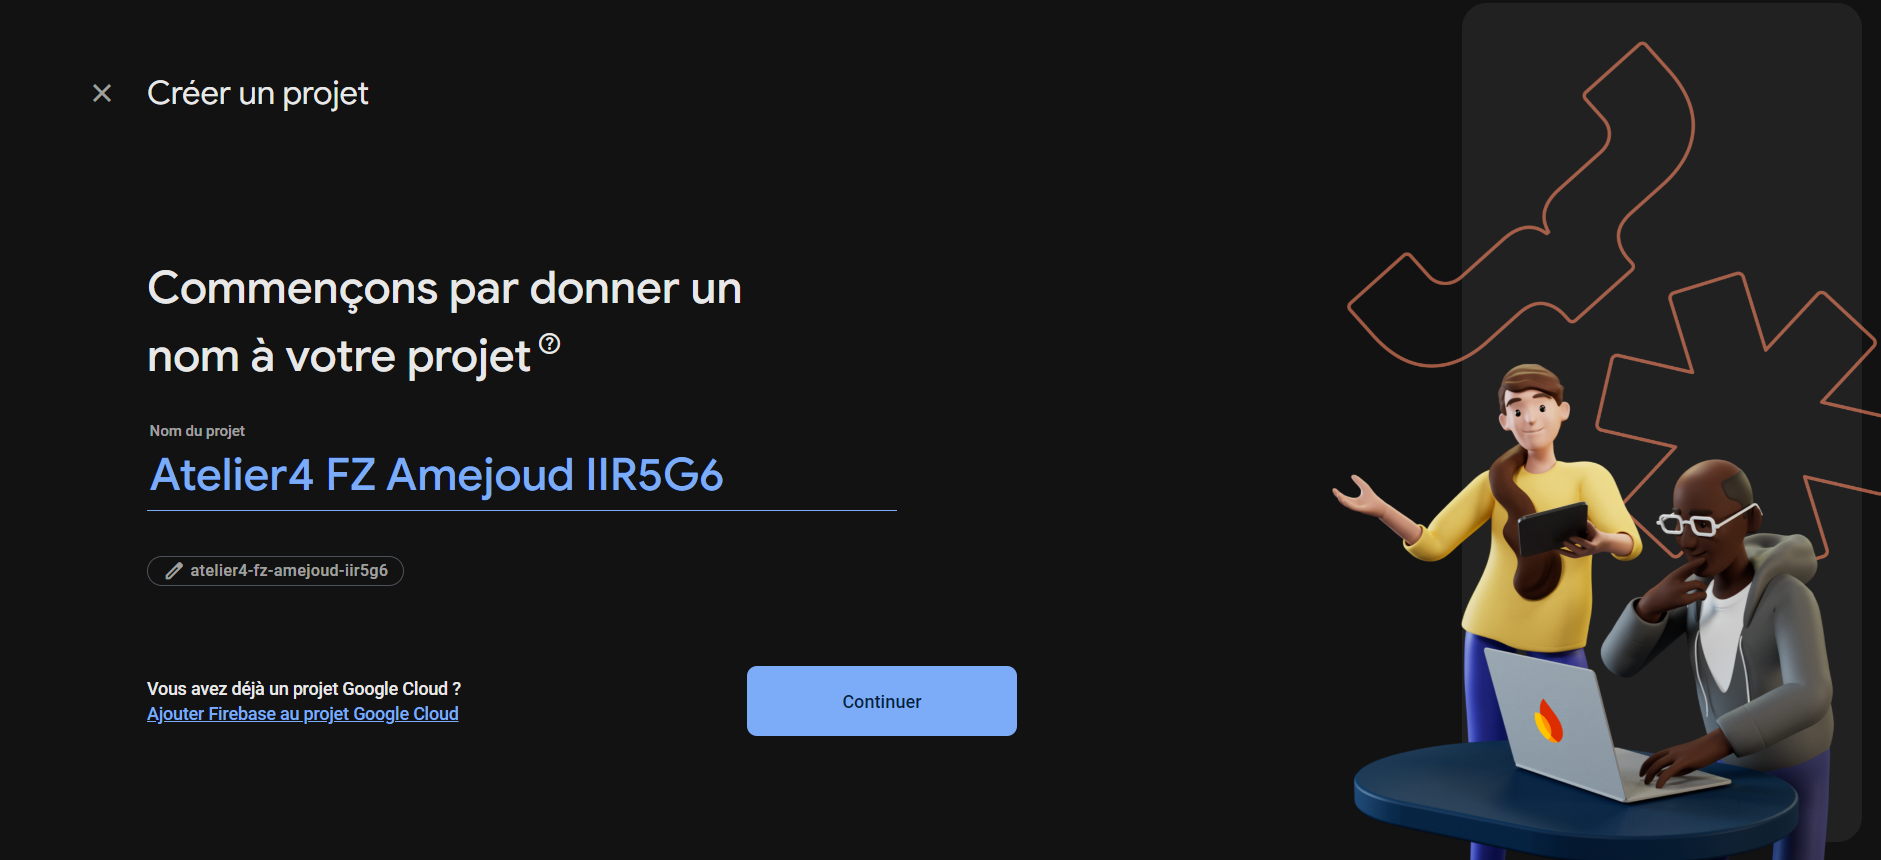 Créer un projet
Commençons par donner un
nom à votre projet
Nom du projet
Atelier4 FZ Amejoud IIR5G6
atelier4-fz-amejoud-iir5g6
Vous avez déjà un projet Google Cloud ?
Ajouter Firebase au projet Google Cloud
Continuer